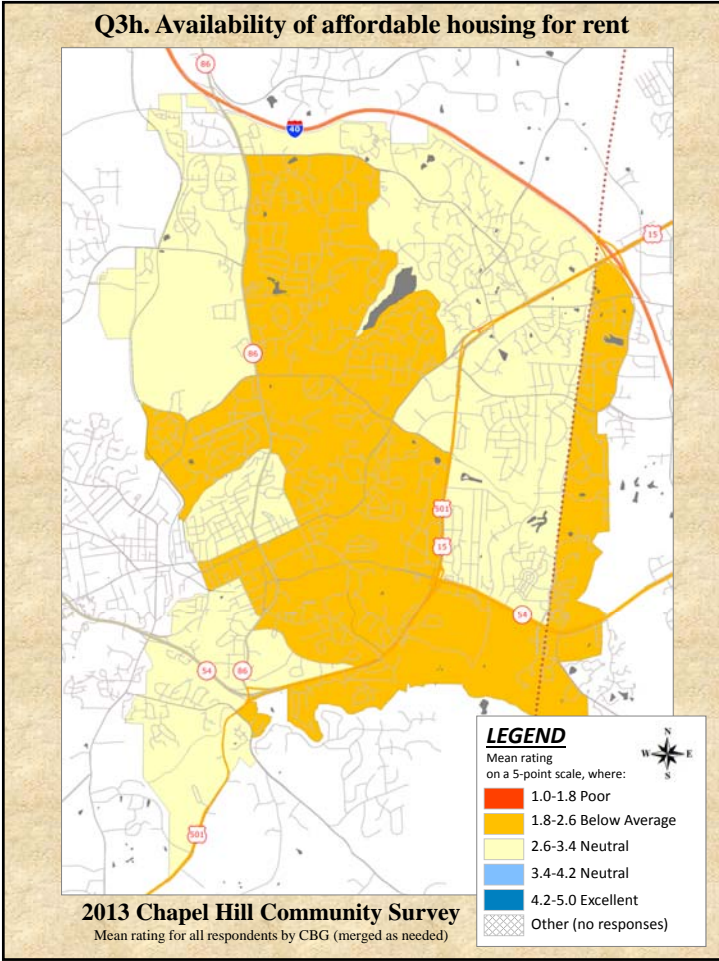 Q3h. Availability of affordable housing for rent
86
40
15
86
501
15
54
54
86
501
LEGEND
Mean rating
on a 5-point scale, where:
N
W E
S
1.0-1.8 Poor
1.8-2.6 Below Average
2.6-3.4 Neutral
3.4-4.2 Neutral
4.2-5.0 Excellent
Other (no responses)
2013 Chapel Hill Community Survey
Mean rating for all respondents by CBG (merged as needed)